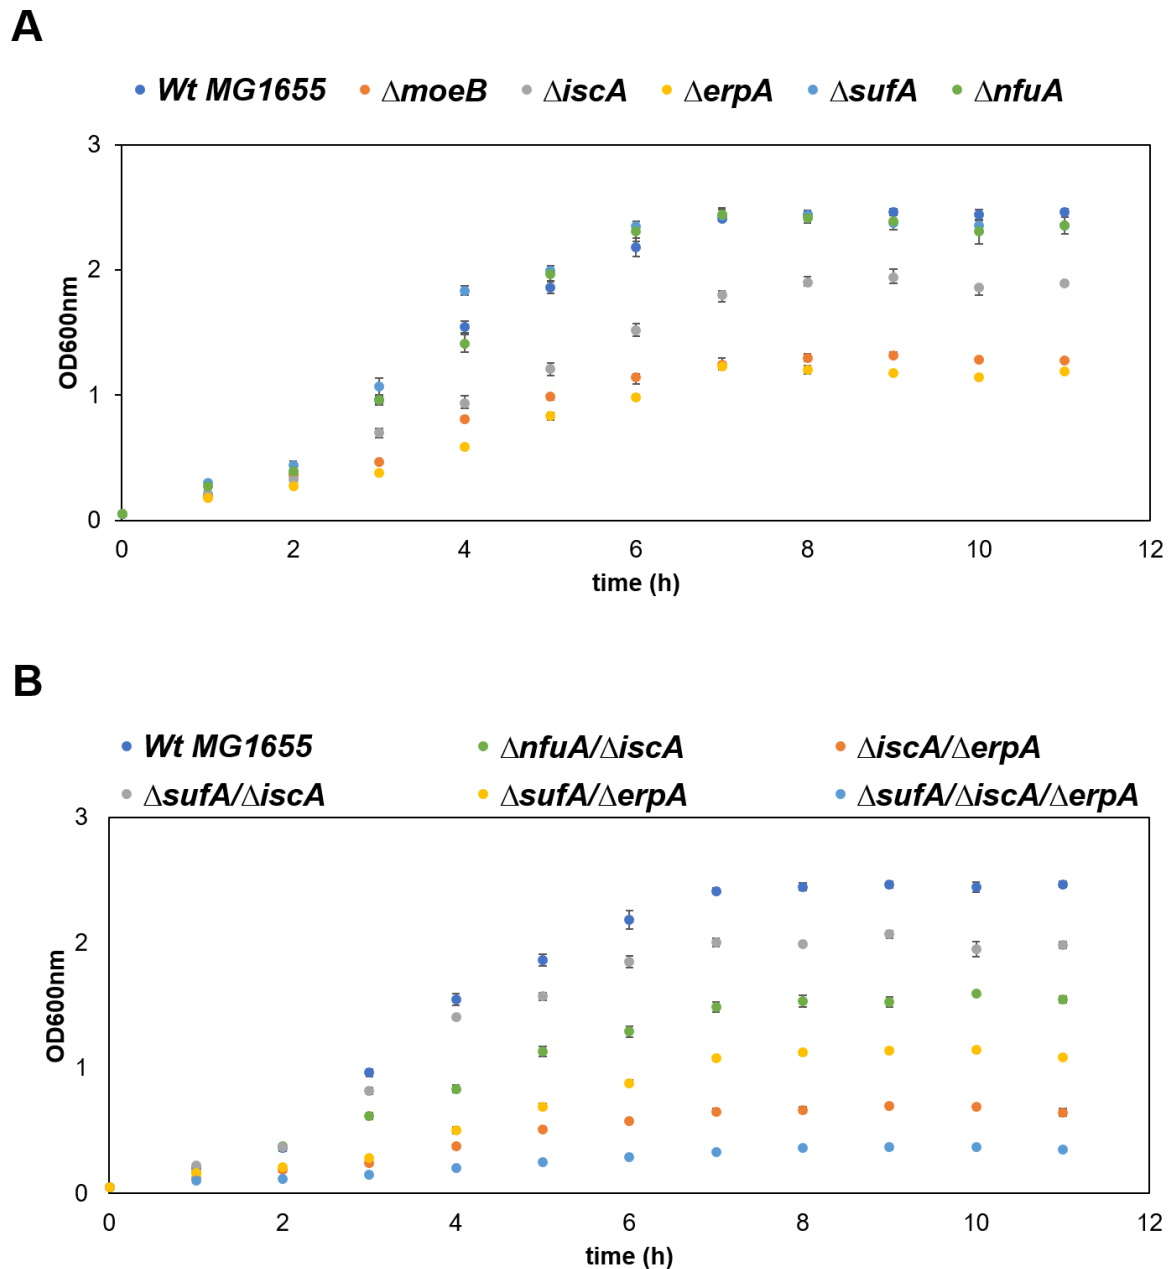 A
Wt MG1655 ΔmoeB ΔiscA ΔerpA ΔsufA ΔnfuA
3
2
1
0
OD600nm
0 2 4 6 8 10 12
time (h)
B
Wt MG1655 ΔnfuA/ΔiscA ΔiscA/ΔerpA
ΔsufA/ΔiscA ΔsufA/ΔerpA ΔsufA/ΔiscA/ΔerpA
3
2
1
0
OD600nm
0 2 4 6 8 10 12
time (h)